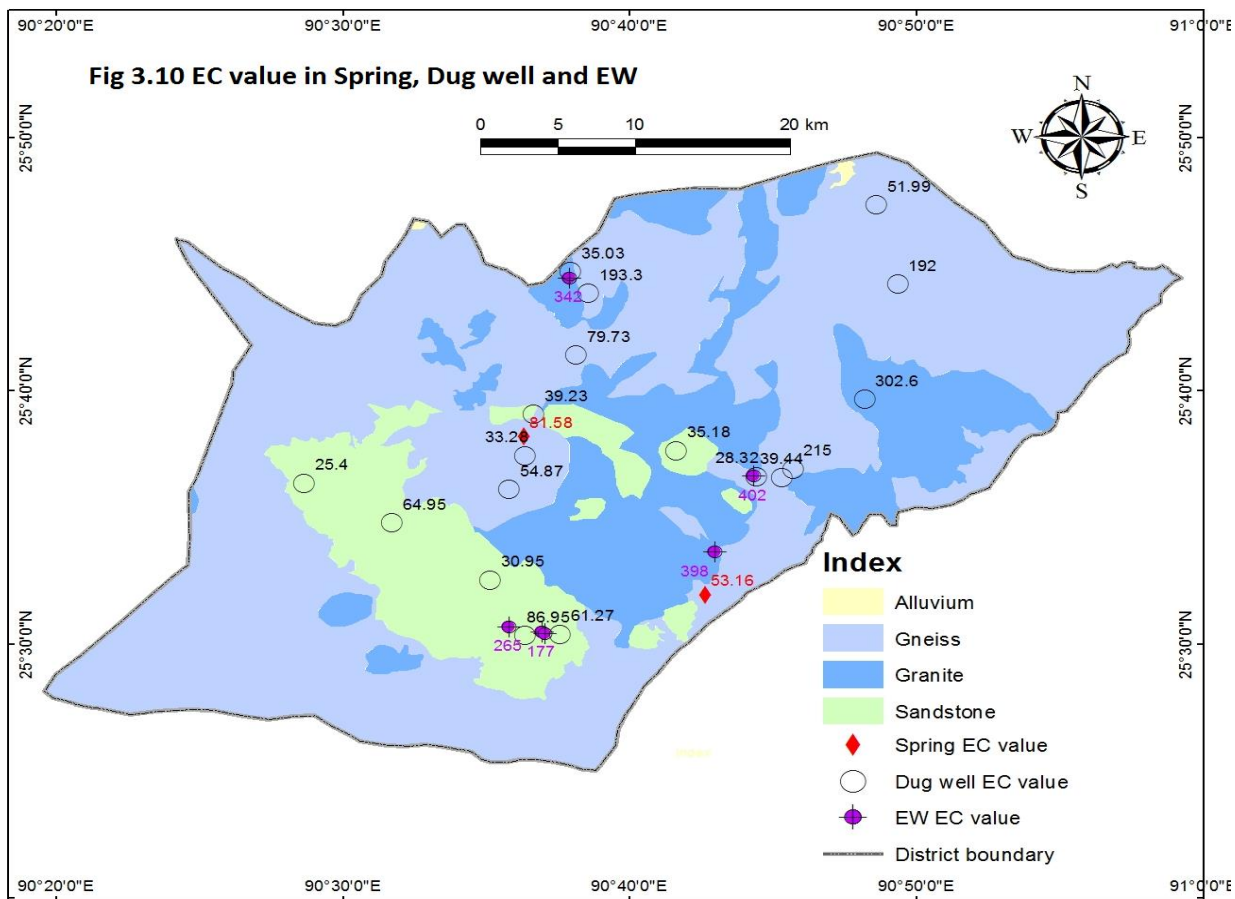 90°20'0"E 90°30'0"E 90°40'0"E 90°50'0"E 91°0'0"E
Fig 3.10 EC value in Spring, Dug well and EW
0 5 10 20 km
N
W E
S
25°50'0"N 25°50'0"N
51.99
35.03
192
193.3
342
79.73
25°40'0"N 25°40'0"N
302.6
39.23
81.58
33.28
35.18
54.87
28.32 39.44 215
25.4
402
64.95
398
53.16
30.95
86.95 61.27
265 177
25°30'0"N 25°30'0"N
Index
Alluvium
Gneiss
Granite
Sandstone
Spring EC value
Dug well EC value
EW EC value
District boundary
90°20'0"E 90°30'0"E 90°40'0"E 90°50'0"E 91°0'0"E